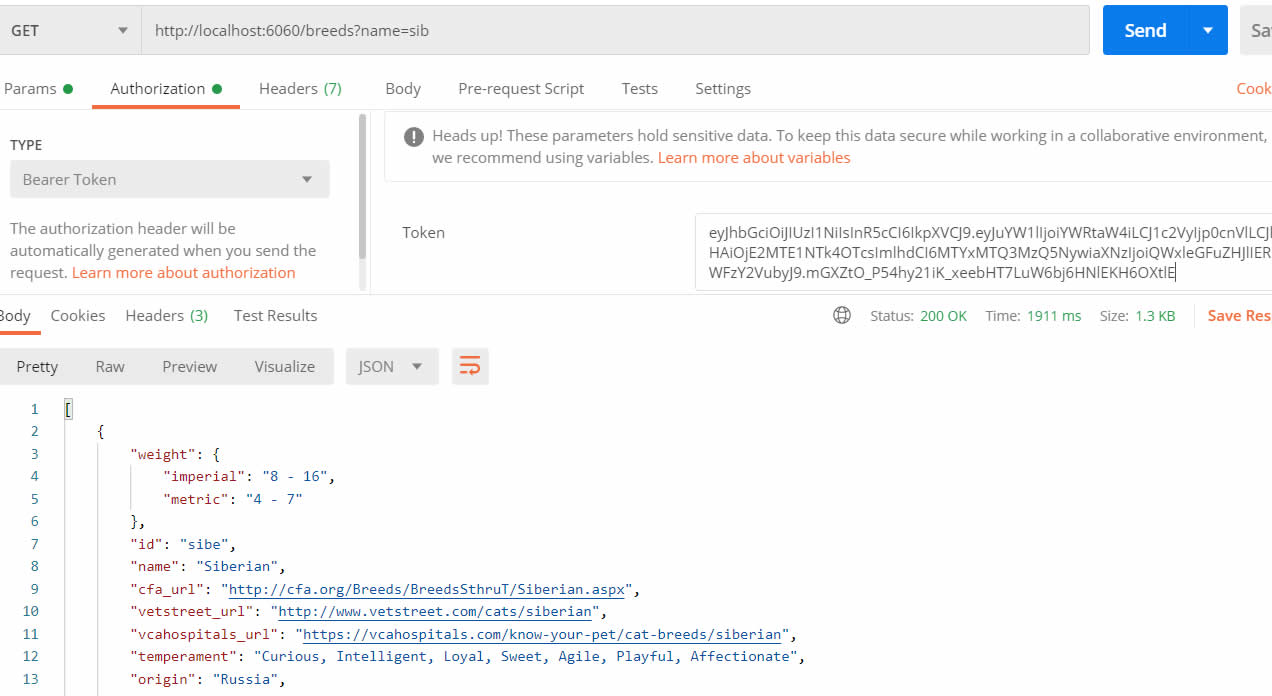 GET http://localhost:6060/breeds?name=sib Send Sa
Params Authorization Headers (7) Body Pre-request Script Tests Settings Cook
TYPE
Bearer Token
The authorization header will be
automatically generated when you send the
request. Learn more about authorization
Heads up! These parameters hold sensitive data. To keep this data secure while working in a collaborative environment,
we recommend using variables. Learn more about variables
Token
Body Cookies Headers (3) Test Results Status: 200 OK Time: 1911 ms Size: 1.3 KB Save Res
Pretty Raw Preview Visualize JSON
1 [
2 {
3 "weight": {
4 "imperial": "8 - 16",
5 "metric": "4 - 7"
6 },
7 "id": "sibe",
8 "name": "Siberian",
9 "cfa_url": "http://cfa.org/Breeds/BreedsSthruT/Siberian.aspx",
10 "vetstreet_url": "http://www.vetstreet.com/cats/siberian",
11 "vcahospitals_url": "https://vcahospitals.com/know-your-pet/cat-breeds/siberian",
12 "temperament": "Curious, Intelligent, Loyal, Sweet, Agile, Playful, Affectionate",
13 "origin": "Russia",